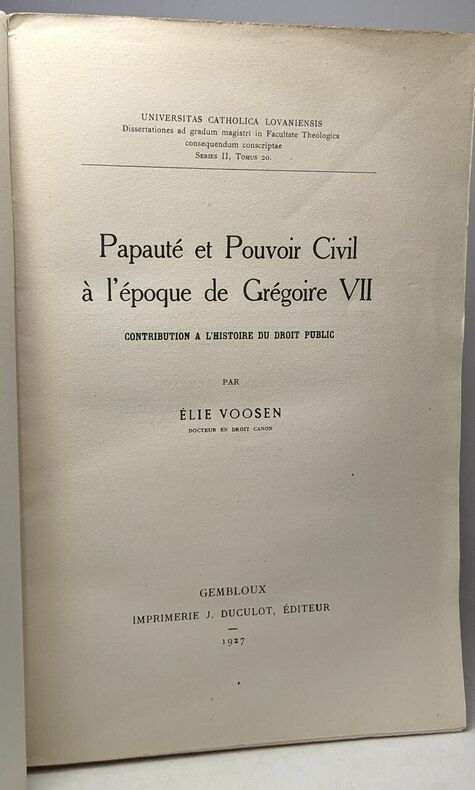 UNIVERSITAS CATHOLICA LOVANIENSIS
Dissertationes ad gradum magistri in Facultate Theologica
consequendum conscriptae
SERIES II, TOMUS 20.
Papauté et Pouvoir Civil
à l'époque de Grégoire VII
CONTRIBUTION A L'HISTOIRE DU DROIT PUBLIC
PAR
ÉLIE VOOSEN
DOCTEUR EN DROIT CANON
GEMBLOUX
IMPRIMERIE J. DUCULOT, ÉDITEUR
1927